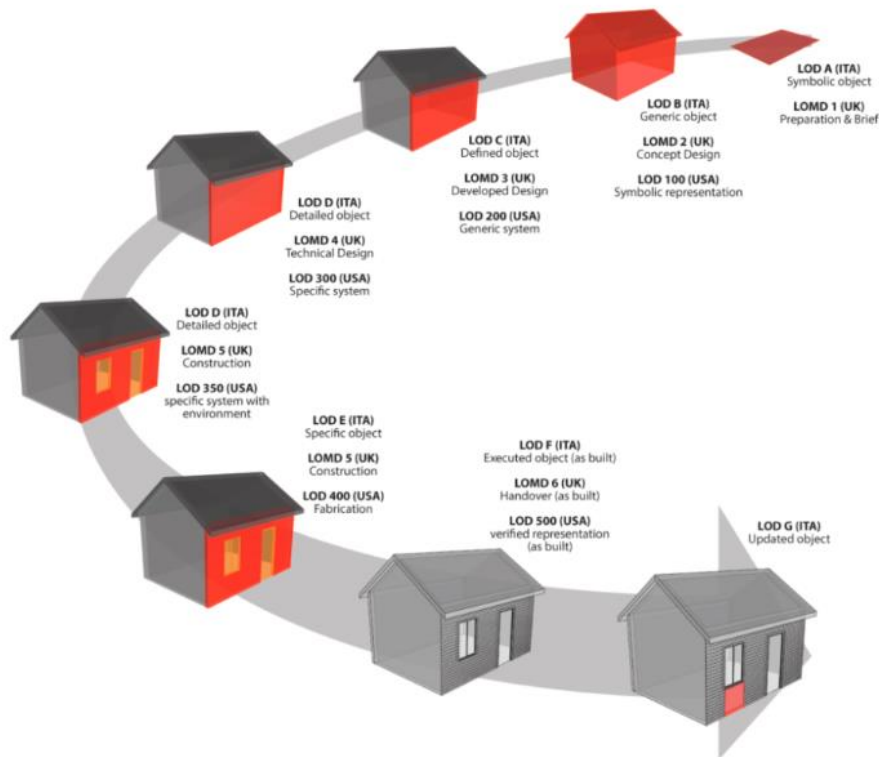 LOD A (ITA)
Symbolic object
LOMD 1 (UK)
Preparation & Brief
LOD B (ITA)
Generic object
LOMD 2 (UK)
Concept Design
LOD 100 (USA)
Symbolic representation
LOD C (ITA)
Defined object
LOMD 3 (UK)
Developed Design
LOD 200 (USA)
Generic system
LOD D (ITA)
Detailed object
LOMD 4 (UK)
Technical Design
LOD 300 (USA)
Specific system
LOD D (ITA)
Detailed object
LOMD 5 (UK)
Construction
LOD 350 (USA)
specific system with
environment
LOD E (ITA)
Specific object
LOMD 5 (UK)
Construction
LOD 400 (USA)
Fabrication
LOD F (ITA)
Executed object (as built)
LOMD 6 (UK)
Handover (as built)
LOD 500 (USA)
verified representation
(as built)
LOD G (ITA)
Updated object